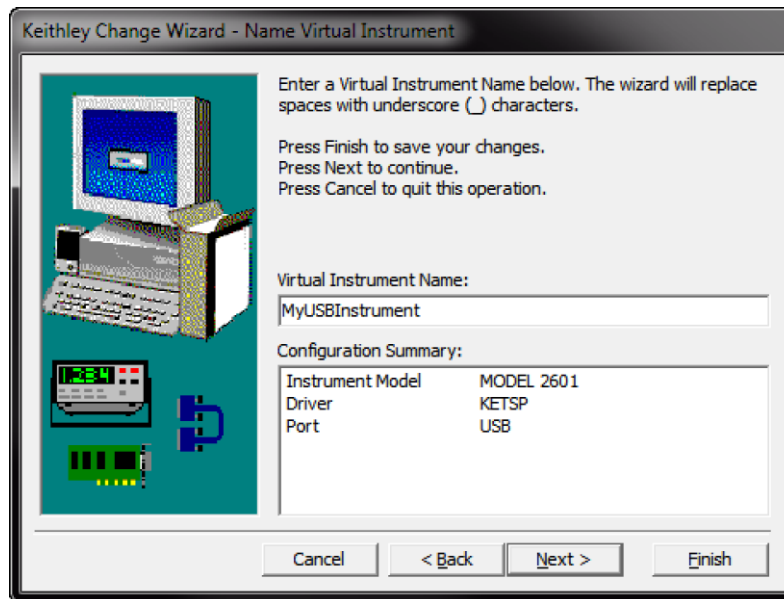 Keithley Change Wizard - Name Virtual Instrument
Enter a Virtual Instrument Name below. The wizard will replace
spaces with underscore (_) characters.
Press Finish to save your changes.
Press Next to continue.
Press Cancel to quit this operation.
Virtual Instrument Name:
MyUSBInstrument
Configuration Summary:
Instrument Model MODEL 2601
Driver KETSP
Port USB
1.234
Cancel < Back Next > Finish